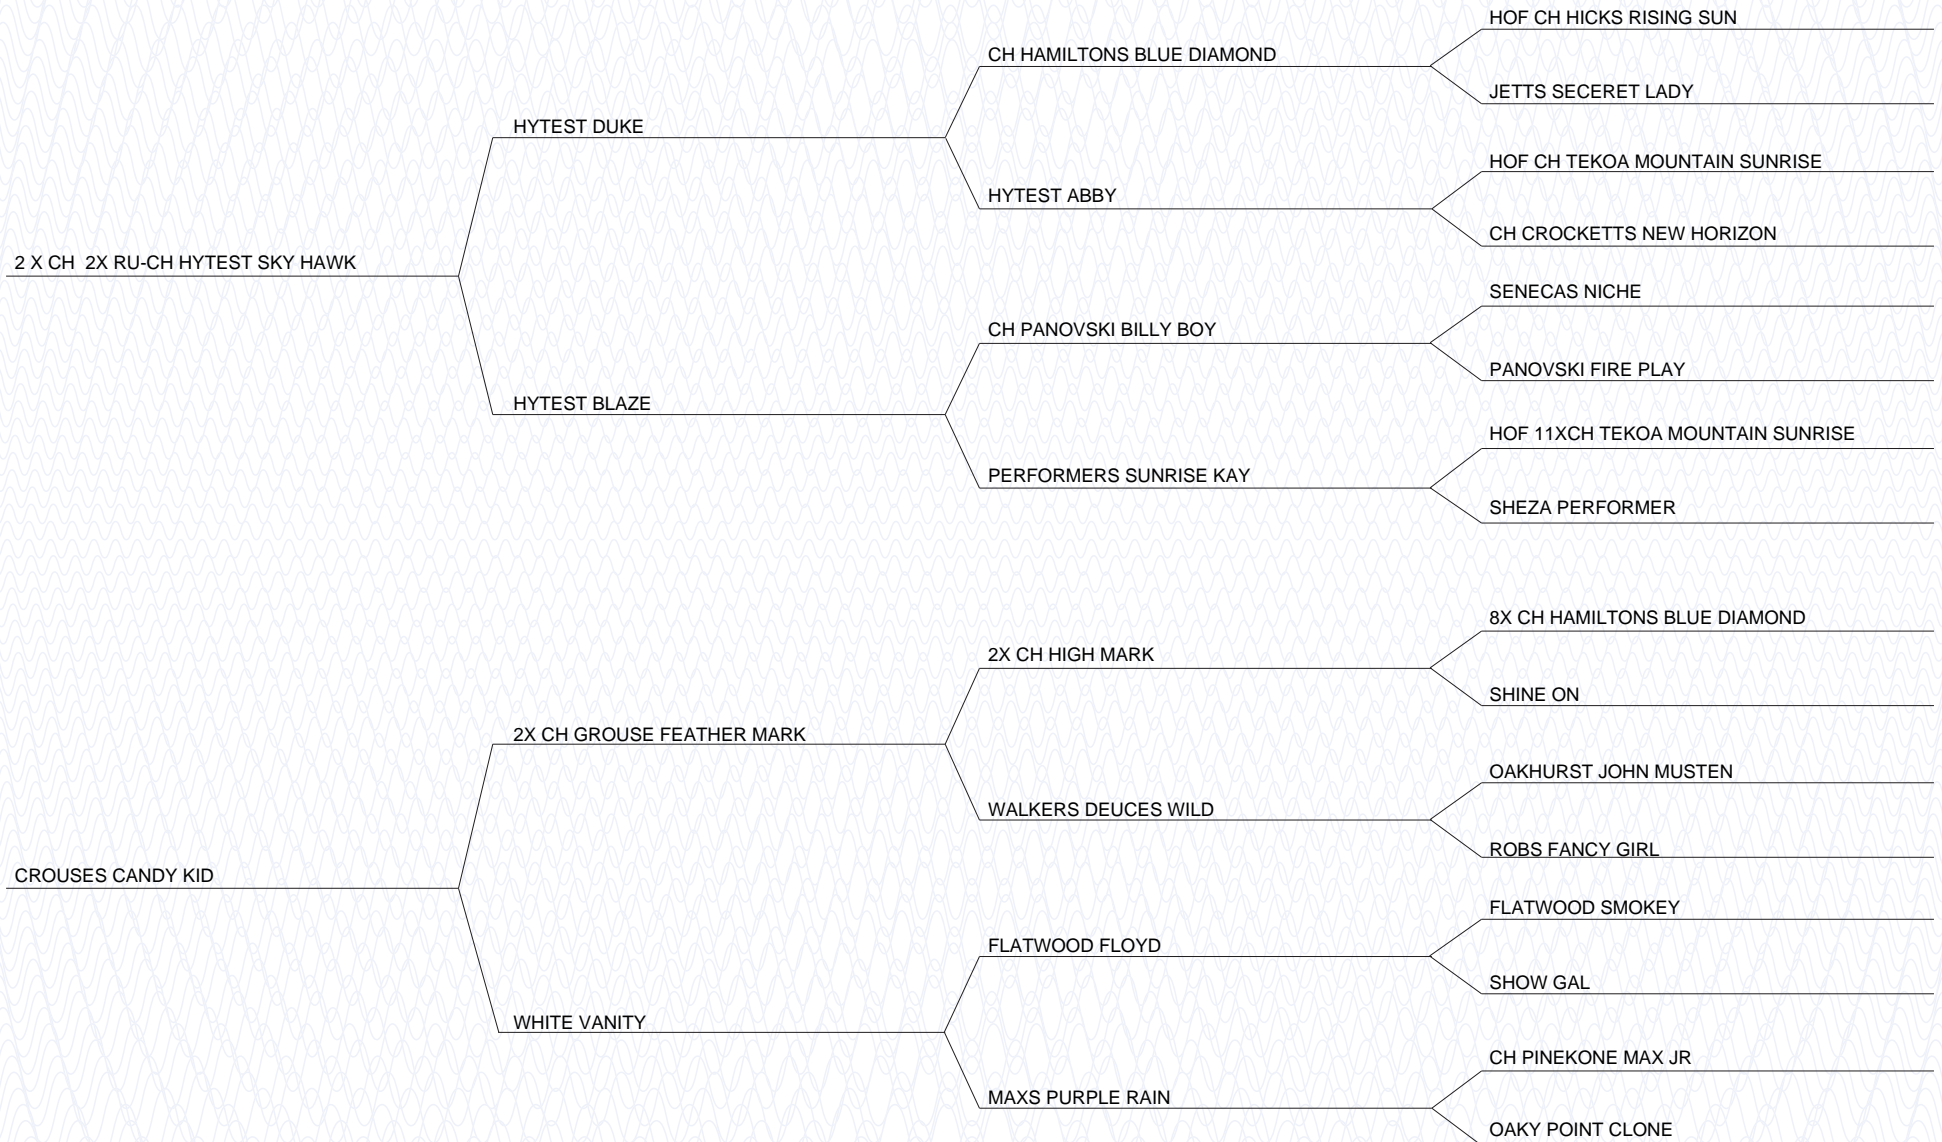 HOF CH HICKS RISING SUN
CH HAMILTONS BLUE DIAMOND
JETTS SECERET LADY
HYTEST DUKE
HOF CH TEKOA MOUNTAIN SUNRISE
HYTEST ABBY
CH CROCKETTS NEW HORIZON
2 X CH  2X RU-CH HYTEST SKY HAWK
SENECAS NICHE
CH PANOVSKI BILLY BOY
PANOVSKI FIRE PLAY
HYTEST BLAZE
HOF 11XCH TEKOA MOUNTAIN SUNRISE
PERFORMERS SUNRISE KAY
SHEZA PERFORMER
8X CH HAMILTONS BLUE DIAMOND
2X CH HIGH MARK
SHINE ON
2X CH GROUSE FEATHER MARK
OAKHURST JOHN MUSTEN
WALKERS DEUCES WILD
ROBS FANCY GIRL
CROUSES CANDY KID
FLATWOOD SMOKEY
FLATWOOD FLOYD
SHOW GAL
WHITE VANITY
CH PINEKONE MAX JR
MAXS PURPLE RAIN
OAKY POINT CLONE